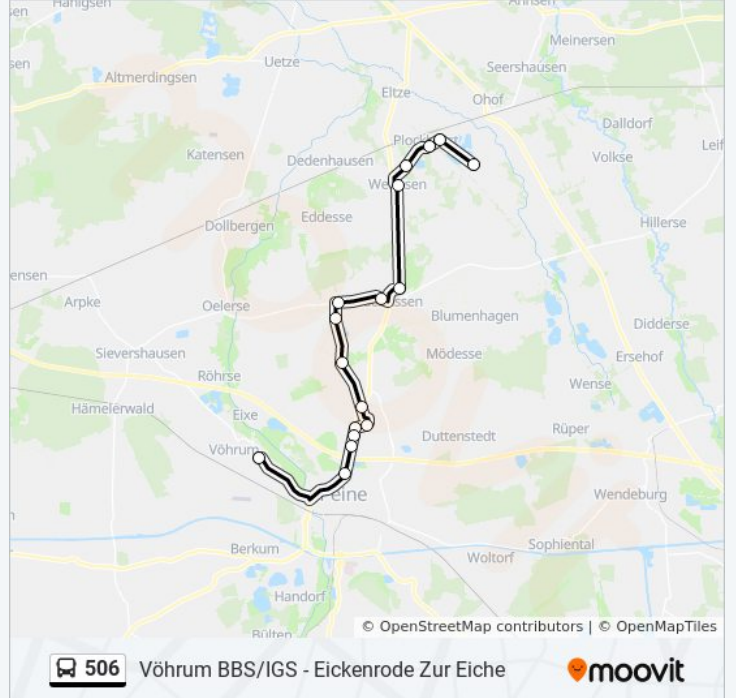 Hänigsen
Ahnsen
sen
Meinersen
Uetze
sen
Seershausen
Altmerdingsen
Eltze
Ohof
Dalldorf
Katensen
Dedenhausen
Volkse
Leif
Eddesse
Hillerse
Dollbergen
ensen
Arpke
Oelerse
Blumenhagen
Didderse
Sievershausen
Mödesse
Ersehof
Röhrse
Wense
Hämelerwald
Eixe
Rüper
Duttenstedt
Vöhrum
Peine
Wendeburg
Berkum
Sophiental
Woltorf
Handorf
© OpenStreetMap contributors | © OpenMapTiles
Bülten
506 Vöhrum BBS/IGS - Eickenrode Zur Eiche moovit